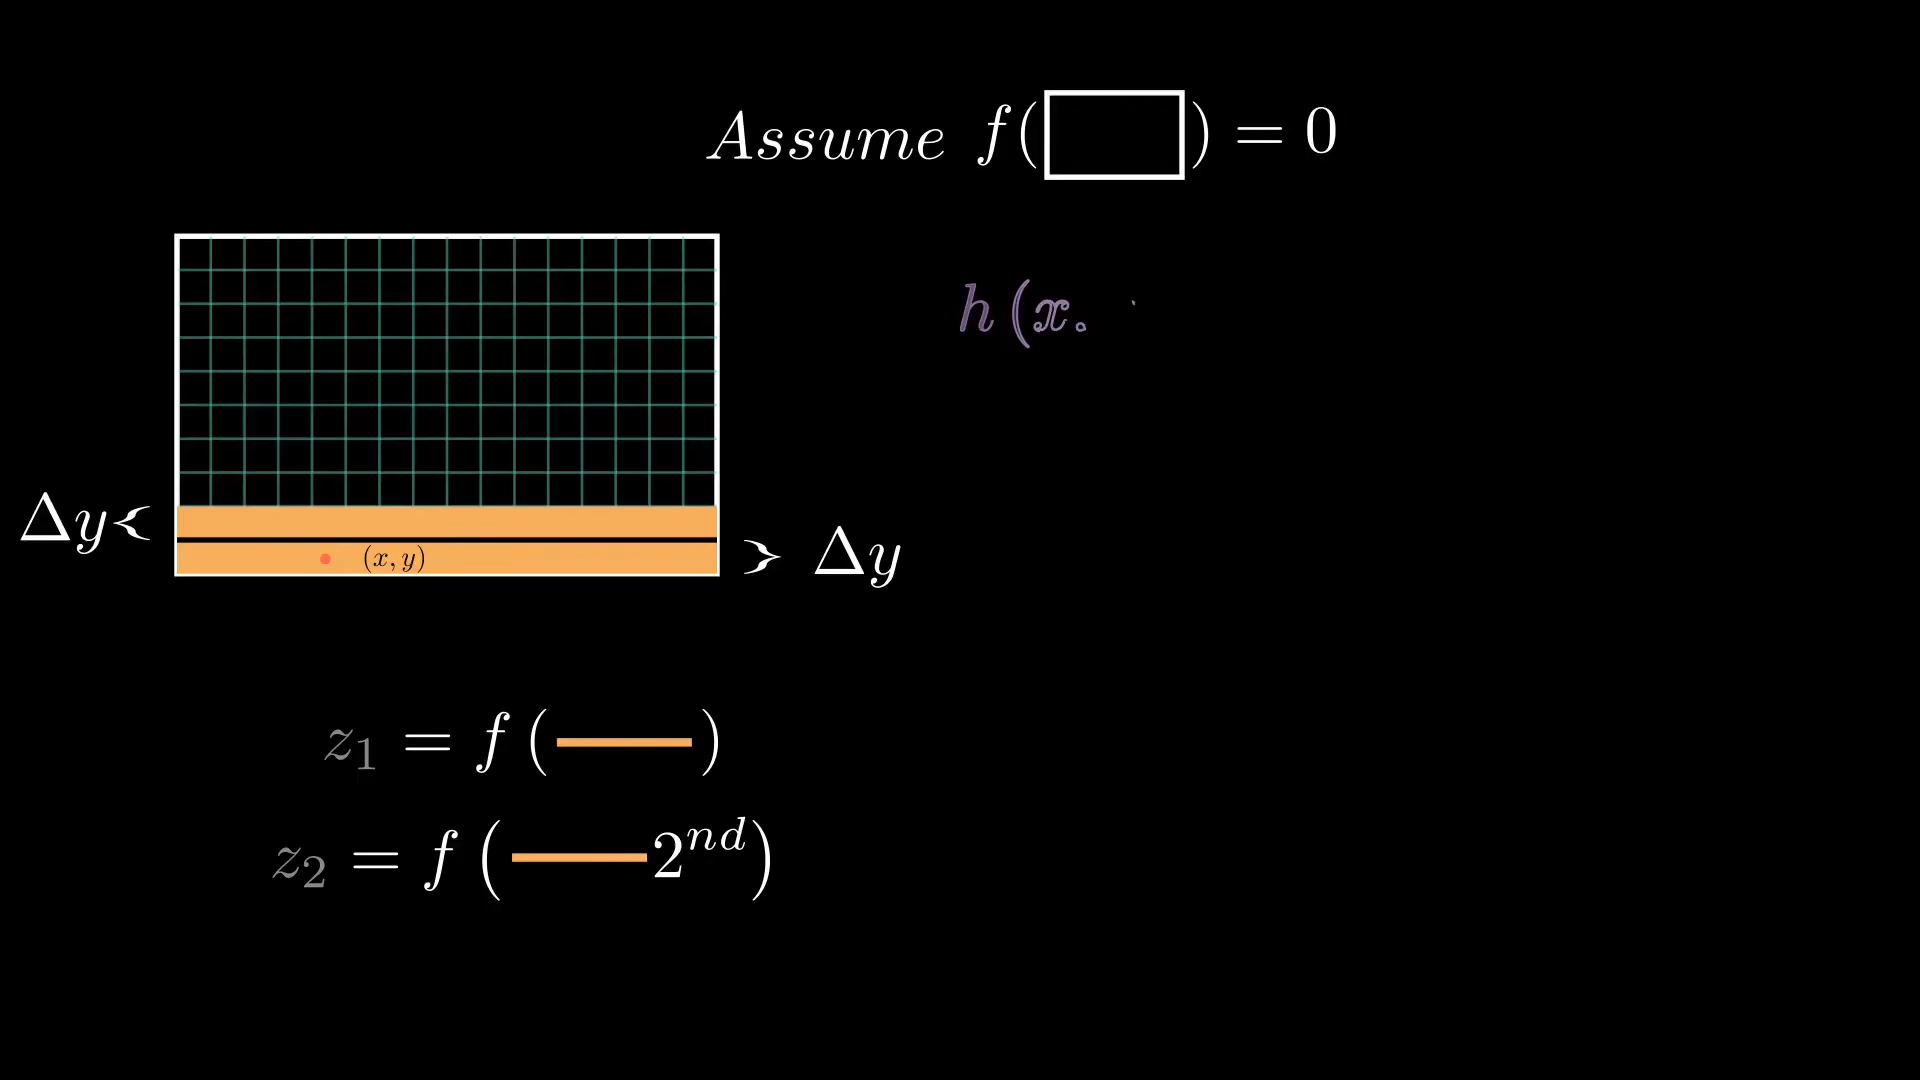 Assume f( ) = 0
h(x.
Δy
(x, y)
Δy
z₁ = f( )
z₂ = f( 2ⁿᵈ)